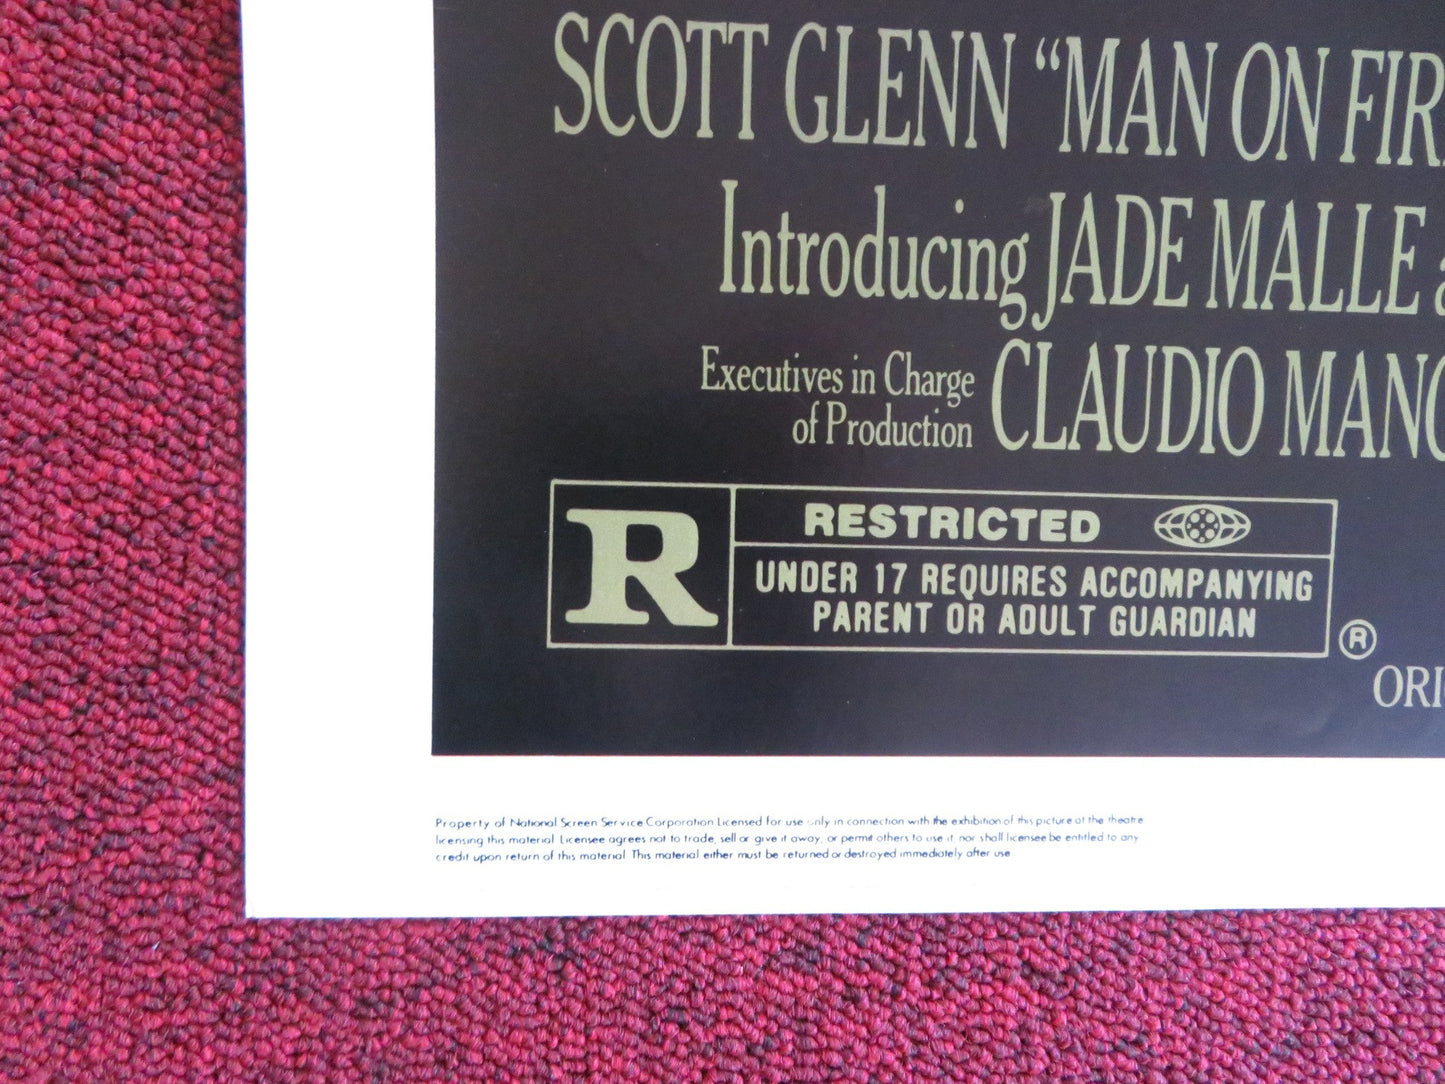 SCOTT GLENN “MAN ON FIR
Introducing JADE MALLE a
Executives in Charge
of Production CLAUDIO MANC
R
RESTRICTED
UNDER 17 REQUIRES ACCOMPANYING
PARENT OR ADULT GUARDIAN
®
ORI
Property of National Screen Service Corporation Licensed for use only in connection with the exhibition of this picture at the theatre
licensing this material. Licensee agrees not to trade, sell or give it away, or permit others to use it, nor shall licensee be entitled to any
credit upon return of this material. This material either must be returned or destroyed immediately after use